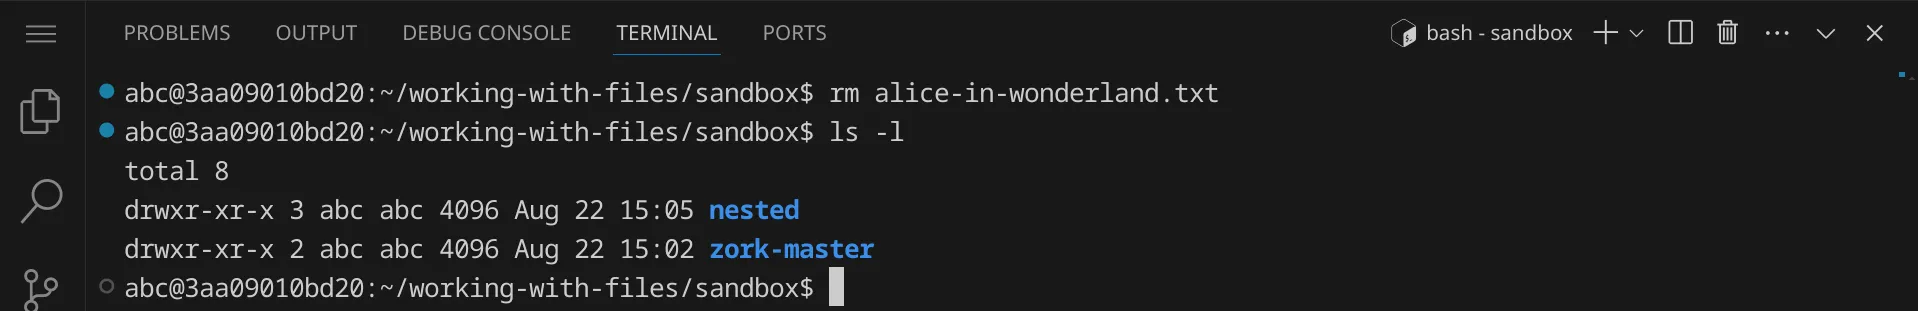 PROBLEMS OUTPUT DEBUG CONSOLE TERMINAL PORTS bash - sandbox
abc@3aa09010bd20:~/working-with-files/sandbox$ rm alice-in-wonderland.txt
abc@3aa09010bd20:~/working-with-files/sandbox$ ls -l
total 8
drwxr-xr-x 3 abc abc 4096 Aug 22 15:05 nested
drwxr-xr-x 2 abc abc 4096 Aug 22 15:02 zork-master
abc@3aa09010bd20:~/working-with-files/sandbox$